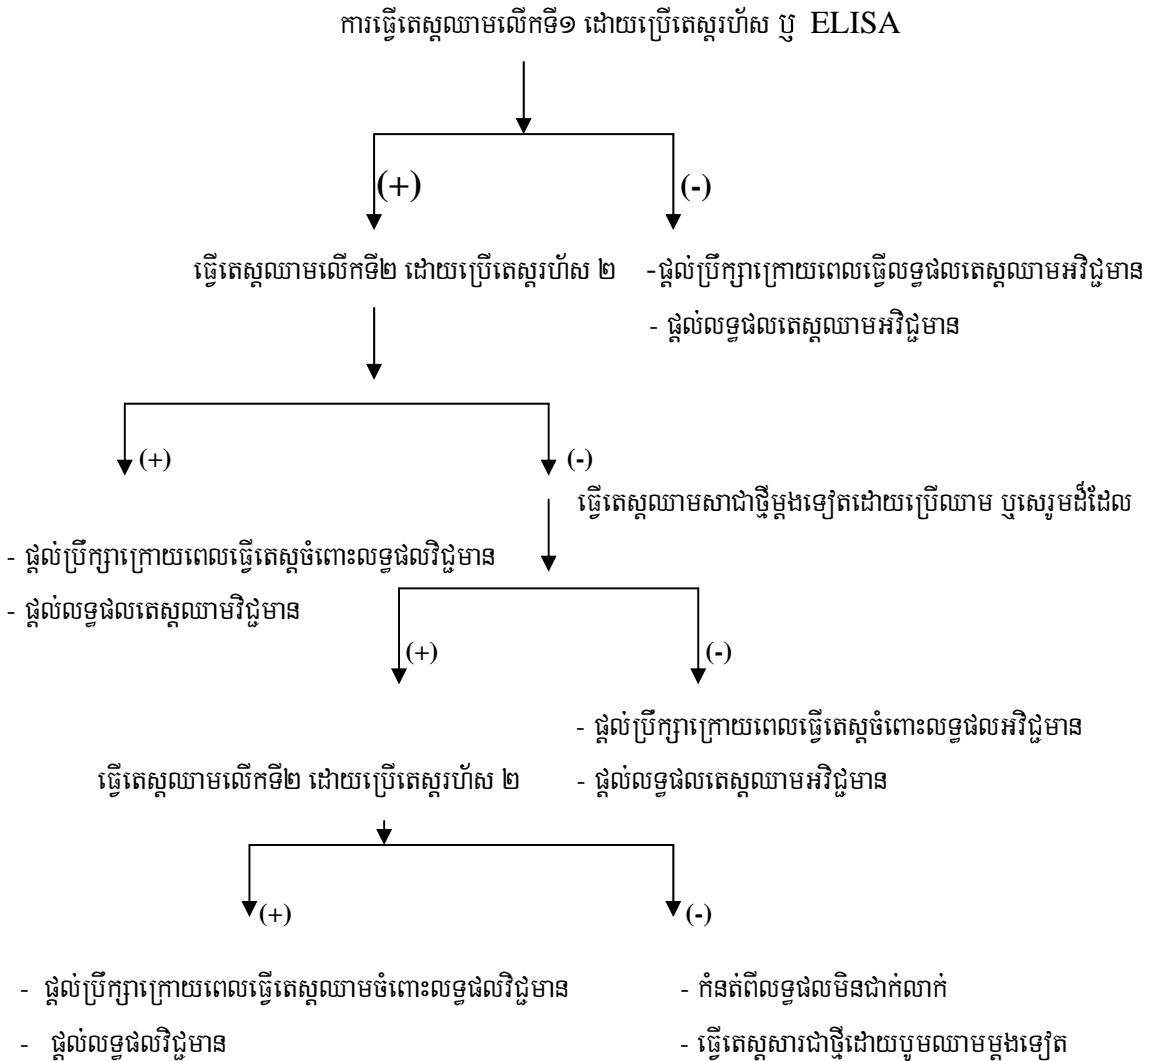 ការធ្វើតេស្តឈាមលើកទី១ ដោយប្រើតេស្តរហ័ស ឬ ELISA
(+)
(-)
ធ្វើតេស្តឈាមលើកទី២ ដោយប្រើតេស្តរហ័ស ២
-ផ្តល់ប្រឹក្សាក្រោយពេលធ្វើលទ្ធផលតេស្តឈាមអវិជ្ជមាន
- ផ្តល់លទ្ធផលតេស្តឈាមអវិជ្ជមាន
(+)
(-)
ធ្វើតេស្តឈាមសាជាថ្មីម្តងទៀតដោយប្រើឈាម ឬសេរូមដ៏ដែល
- ផ្តល់ប្រឹក្សាក្រោយពេលធ្វើតេស្តចំពោះលទ្ធផលវិជ្ជមាន
- ផ្តល់លទ្ធផលតេស្តឈាមវិជ្ជមាន
(+)
(-)
- ផ្តល់ប្រឹក្សាក្រោយពេលធ្វើតេស្តចំពោះលទ្ធផលអវិជ្ជមាន
ធ្វើតេស្តឈាមលើកទី២ ដោយប្រើតេស្តរហ័ស ២
- ផ្តល់លទ្ធផលតេស្តឈាមអវិជ្ជមាន
(+)
(-)
- ផ្តល់ប្រឹក្សាក្រោយពេលធ្វើតេស្តឈាមចំពោះលទ្ធផលវិជ្ជមាន
- កំនត់ពីលទ្ធផលមិនជាក់លាក់
- ផ្តល់លទ្ធផលវិជ្ជមាន
- ធ្វើតេស្តសារជាថ្មីដោយបូមឈាមម្តងទៀត